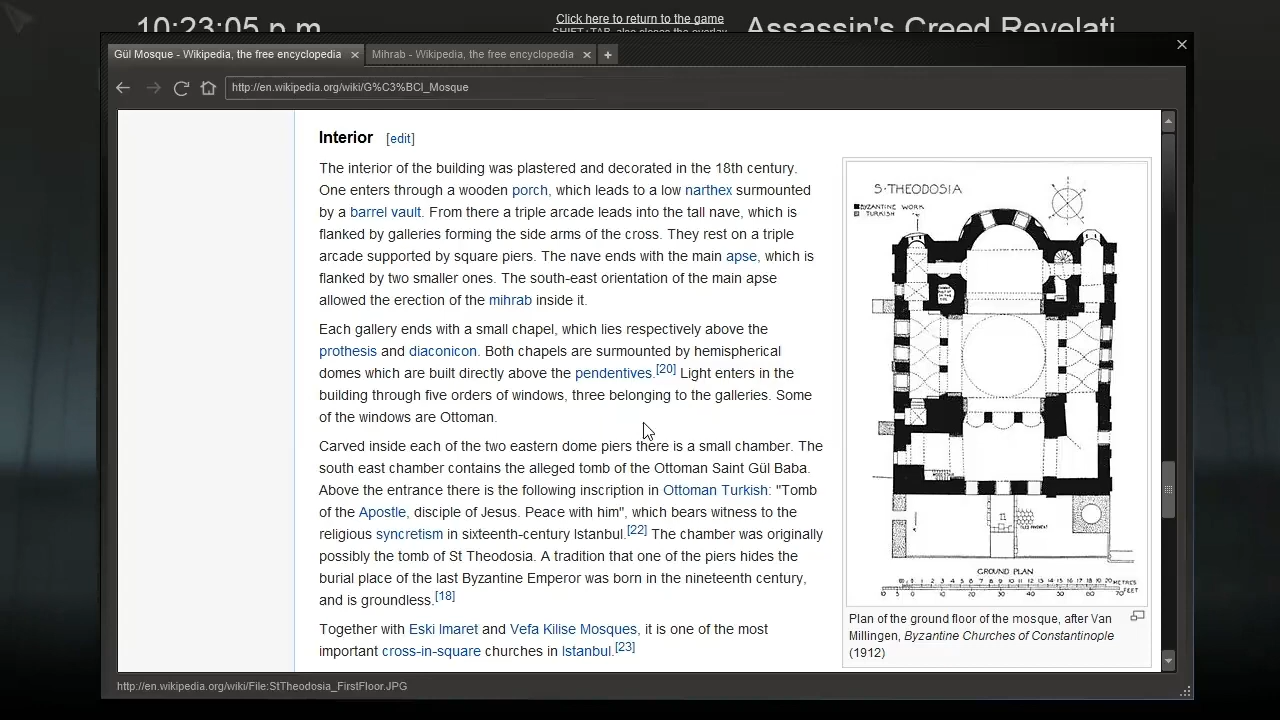 10:23:05 p.m
Click here to return to the game
SHIFT+TAB also closes the overlay
Assassin's Creed Revelati
Gül Mosque - Wikipedia, the free encyclopedia
Mihrab - Wikipedia, the free encyclopedia
http://en.wikipedia.org/wiki/G%C3%BCl_Mosque
Interior [edit]
The interior of the building was plastered and decorated in the 18th century.
One enters through a wooden porch, which leads to a low narthex surmounted
by a barrel vault. From there a triple arcade leads into the tall nave, which is
flanked by galleries forming the side arms of the cross. They rest on a triple
arcade supported by square piers. The nave ends with the main apse, which is
flanked by two smaller ones. The south-east orientation of the main apse
allowed the erection of the mihrab inside it.
Each gallery ends with a small chapel, which lies respectively above the
prothesis and diaconicon. Both chapels are surmounted by hemispherical
domes which are built directly above the pendentives.[20] Light enters in the
building through five orders of windows, three belonging to the galleries. Some
of the windows are Ottoman.
Carved inside each of the two eastern dome piers there is a small chamber. The
south east chamber contains the alleged tomb of the Ottoman Saint Gül Baba.
Above the entrance there is the following inscription in Ottoman Turkish: "Tomb
of the Apostle, disciple of Jesus. Peace with him", which bears witness to the
religious syncretism in sixteenth-century Istanbul.[22] The chamber was originally
possibly the tomb of St Theodosia. A tradition that one of the piers hides the
burial place of the last Byzantine Emperor was born in the nineteenth century,
and is groundless.[18]
Together with Eski Imaret and Vefa Kilise Mosques, it is one of the most
important cross-in-square churches in Istanbul.[23]
S·THEODOSIA
BYZANTINE WORK
TURKISH
GROUND PLAN
METRES
FEET
Plan of the ground floor of the mosque, after Van
Millingen, Byzantine Churches of Constantinople
(1912)
http://en.wikipedia.org/wiki/File:StTheodosia_FirstFloor.JPG